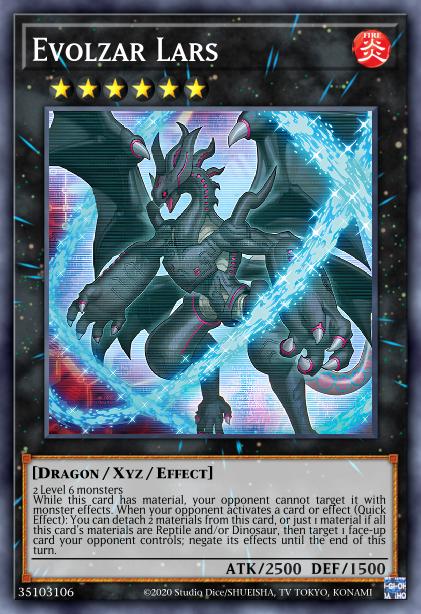 Evolzar Lars
FIRE
炎
[Dragon / Xyz / Effect]
2 Level 6 monsters
While this card has material, your opponent cannot target it with
monster effects. When your opponent activates a card or effect (Quick
Effect): You can detach 2 materials from this card, or just 1 material if all
this card's materials are Reptile and/or Dinosaur, then target 1 face-up
card your opponent controls; negate its effects until the end of this
turn.
ATK/2500 DEF/1500
35103106 ©2020 Studio Dice/SHUEISHA, TV TOKYO, KONAMI